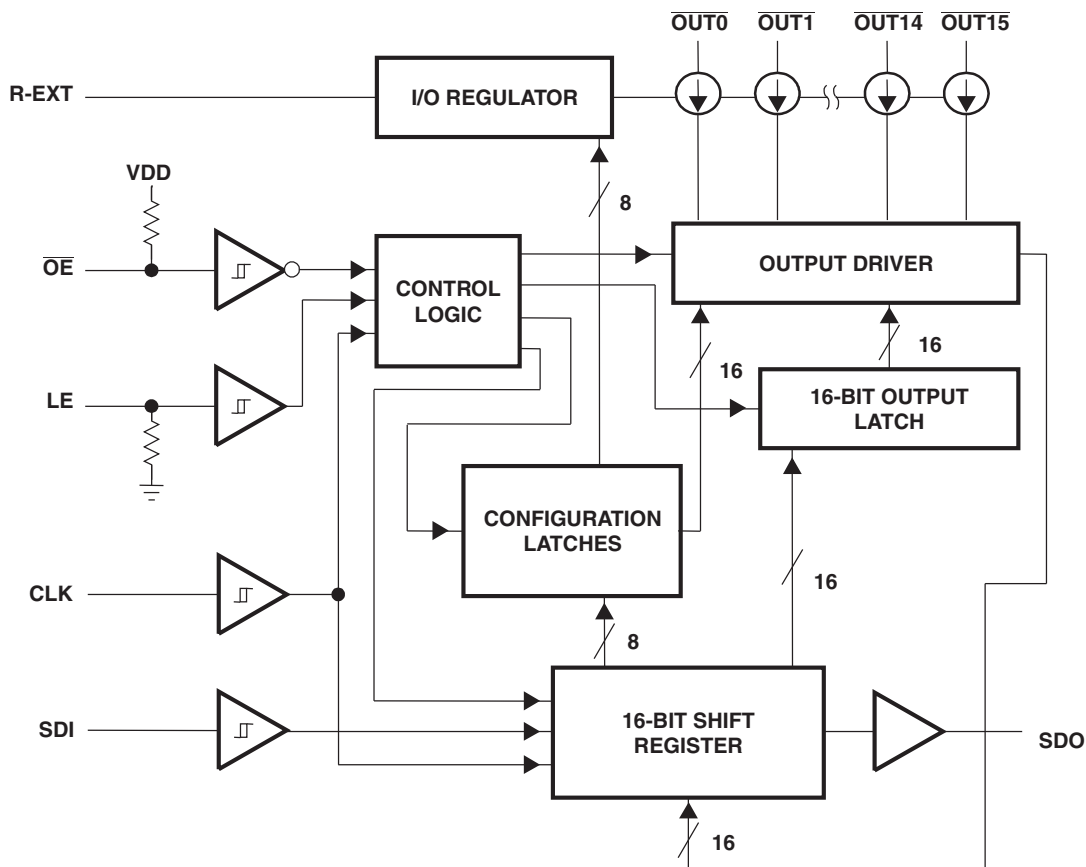 OUT0 OUT1 OUT14 OUT15
R-EXT
I/O REGULATOR
VDD
8
OE
CONTROL
LOGIC
OUTPUT DRIVER
16
16
LE
16-BIT OUTPUT
LATCH
CONFIGURATION
LATCHES
16
CLK
8
SDI
16-BIT SHIFT
REGISTER
SDO
16